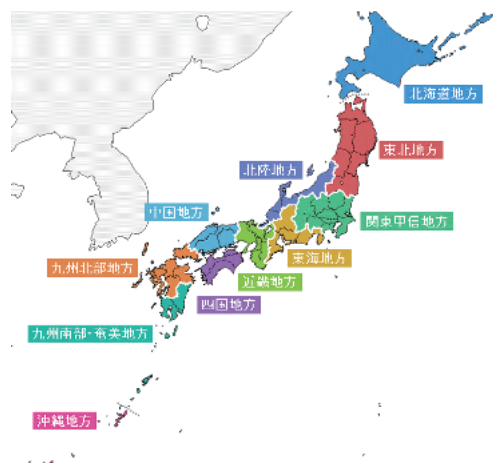 北海道地方
東北地方
北陸地方
中国地方
関東甲信地方
東海地方
九州北部地方
近畿地方
四国地方
九州南部・奄美地方
沖縄地方